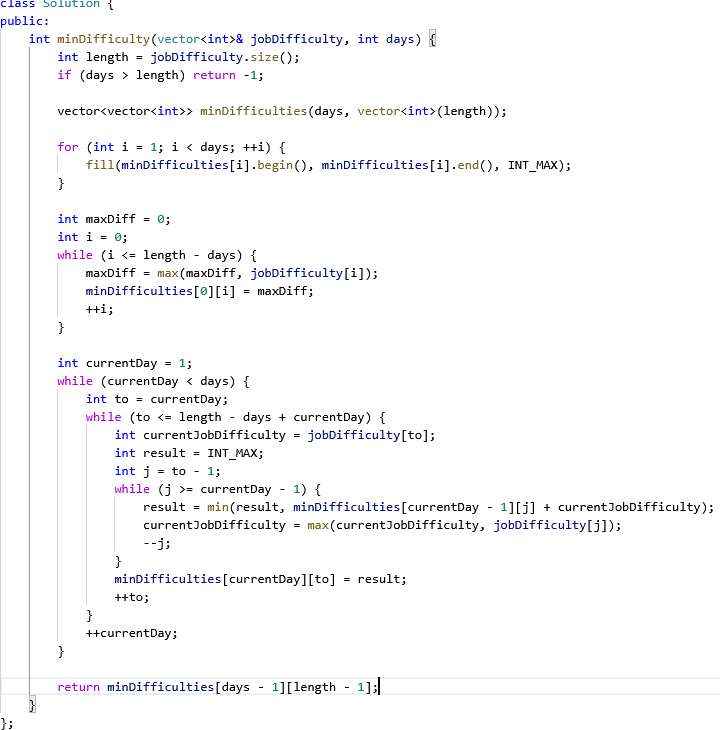 class Solution {
public:
    int minDifficulty(vector<int>& jobDifficulty, int days) {
        int length = jobDifficulty.size();
        if (days > length) return -1;

        vector<vector<int>> minDifficulties(days, vector<int>(length));

        for (int i = 1; i < days; ++i) {
            fill(minDifficulties[i].begin(), minDifficulties[i].end(), INT_MAX);
        }

        int maxDiff = 0;
        int i = 0;
        while (i <= length - days) {
            maxDiff = max(maxDiff, jobDifficulty[i]);
            minDifficulties[0][i] = maxDiff;
            ++i;
        }

        int currentDay = 1;
        while (currentDay < days) {
            int to = currentDay;
            while (to <= length - days + currentDay) {
                int currentJobDifficulty = jobDifficulty[to];
                int result = INT_MAX;
                int j = to - 1;
                while (j >= currentDay - 1) {
                    result = min(result, minDifficulties[currentDay - 1][j] + currentJobDifficulty);
                    currentJobDifficulty = max(currentJobDifficulty, jobDifficulty[j]);
                    --j;
                }
                minDifficulties[currentDay][to] = result;
                ++to;
            }
            ++currentDay;
        }

        return minDifficulties[days - 1][length - 1];
    }
};